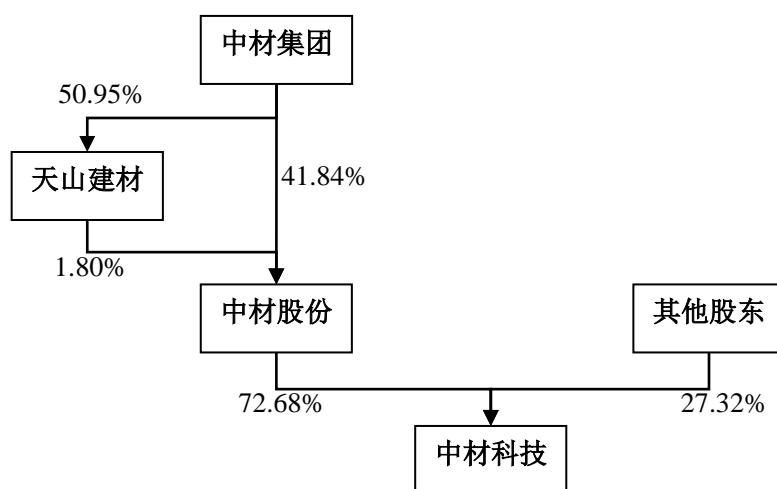 中材集团
50.95%
天山建材
41.84%
1.80%
中材股份
其他股东
72.68%
27.32%
中材科技